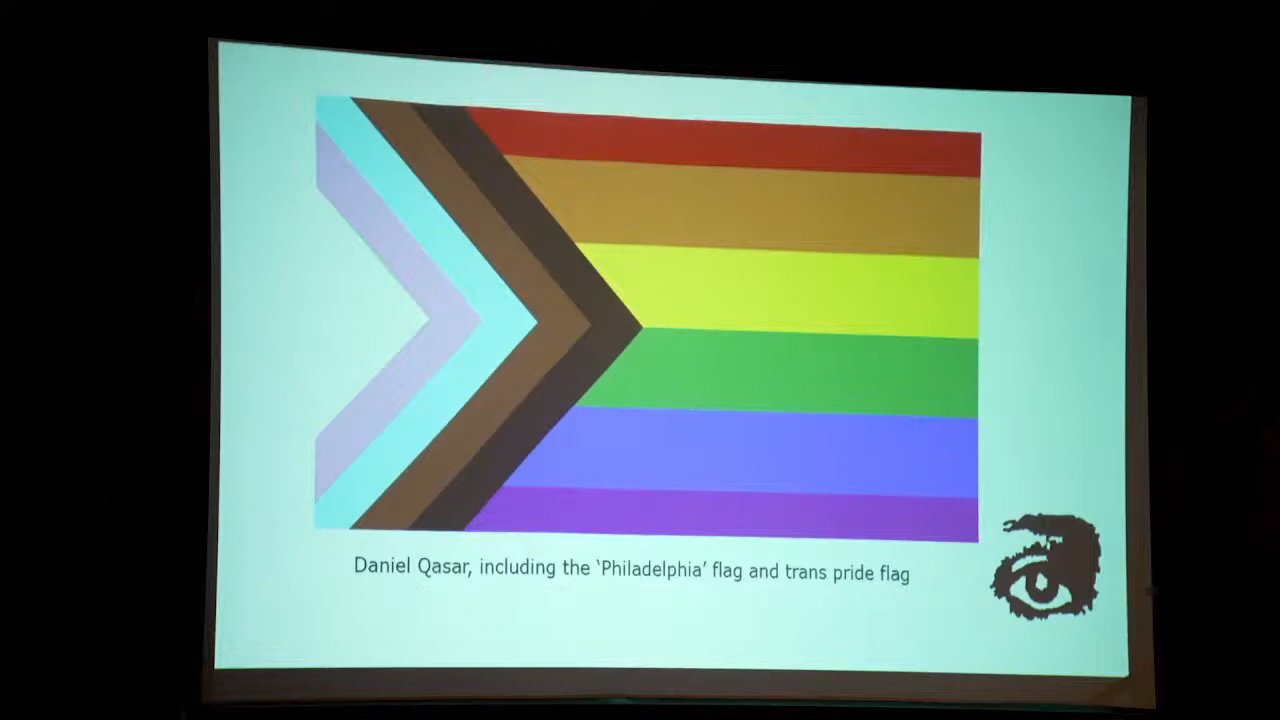 Daniel Qasar, including the ‘Philadelphia’ flag and trans pride flag